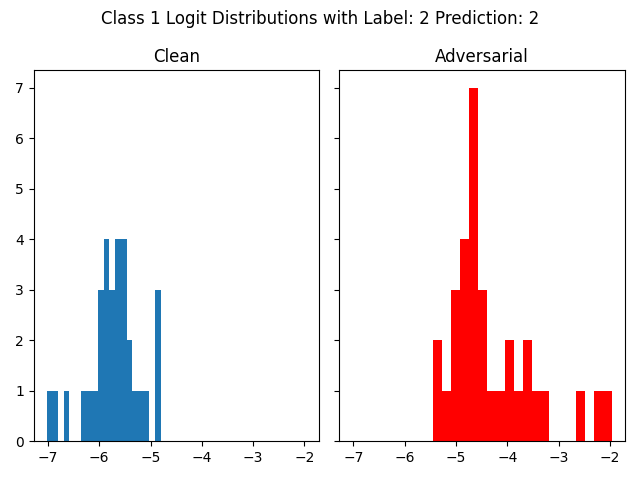 Class 1 Logit Distributions with Label: 2 Prediction: 2
Clean
Adversarial
7
6
5
4
3
2
1
0
−7 −6 −5 −4 −3 −2
−7 −6 −5 −4 −3 −2